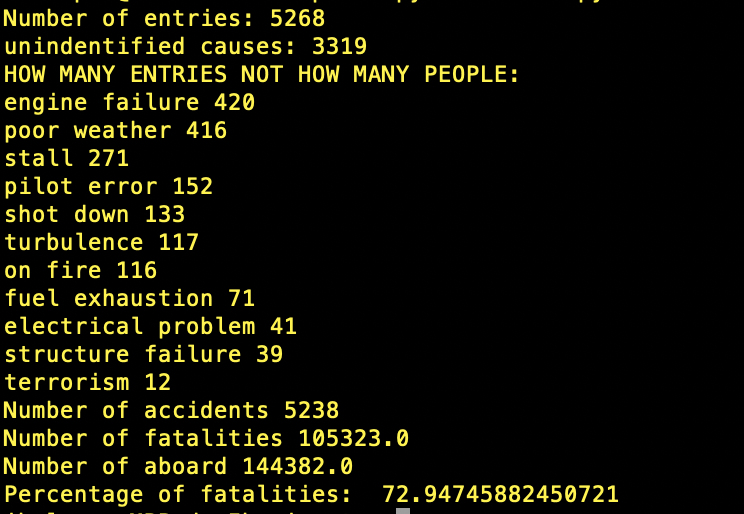 Number of entries: 5268
unindentified causes: 3319
HOW MANY ENTRIES NOT HOW MANY PEOPLE:
engine failure 420
poor weather 416
stall 271
pilot error 152
shot down 133
turbulence 117
on fire 116
fuel exhaustion 71
electrical problem 41
structure failure 39
terrorism 12
Number of accidents 5238
Number of fatalities 105323.0
Number of aboard 144382.0
Percentage of fatalities:  72.94745882450721